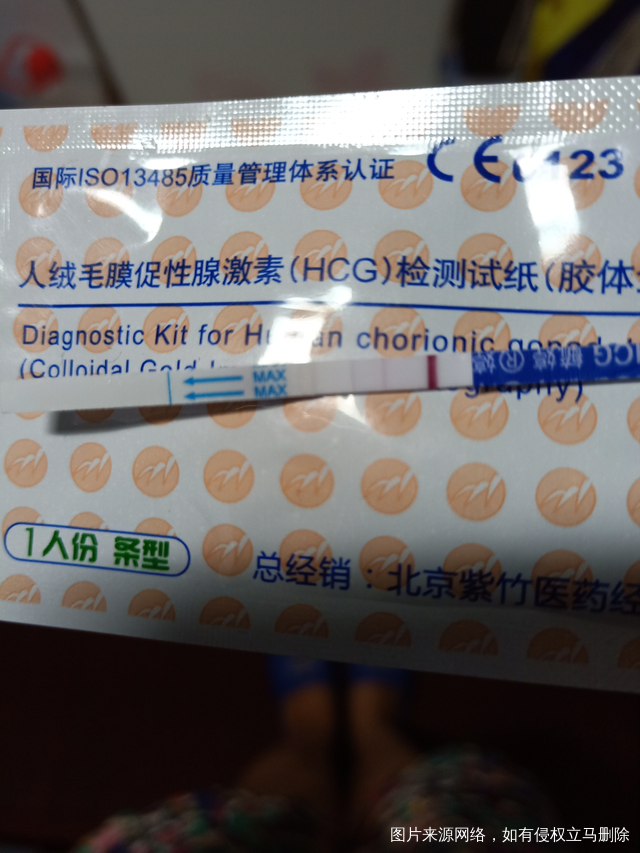 国际ISO13485质量管理体系认证
CE 0123
人绒毛膜促性腺激素(HCG)检测试纸(胶体
Diagnostic Kit for Human chorionic
(Colloidal Gold
MAX
MAX
1人份 条型
总经销：北京紫竹医药经
图片来源网络，如有侵权立马删除